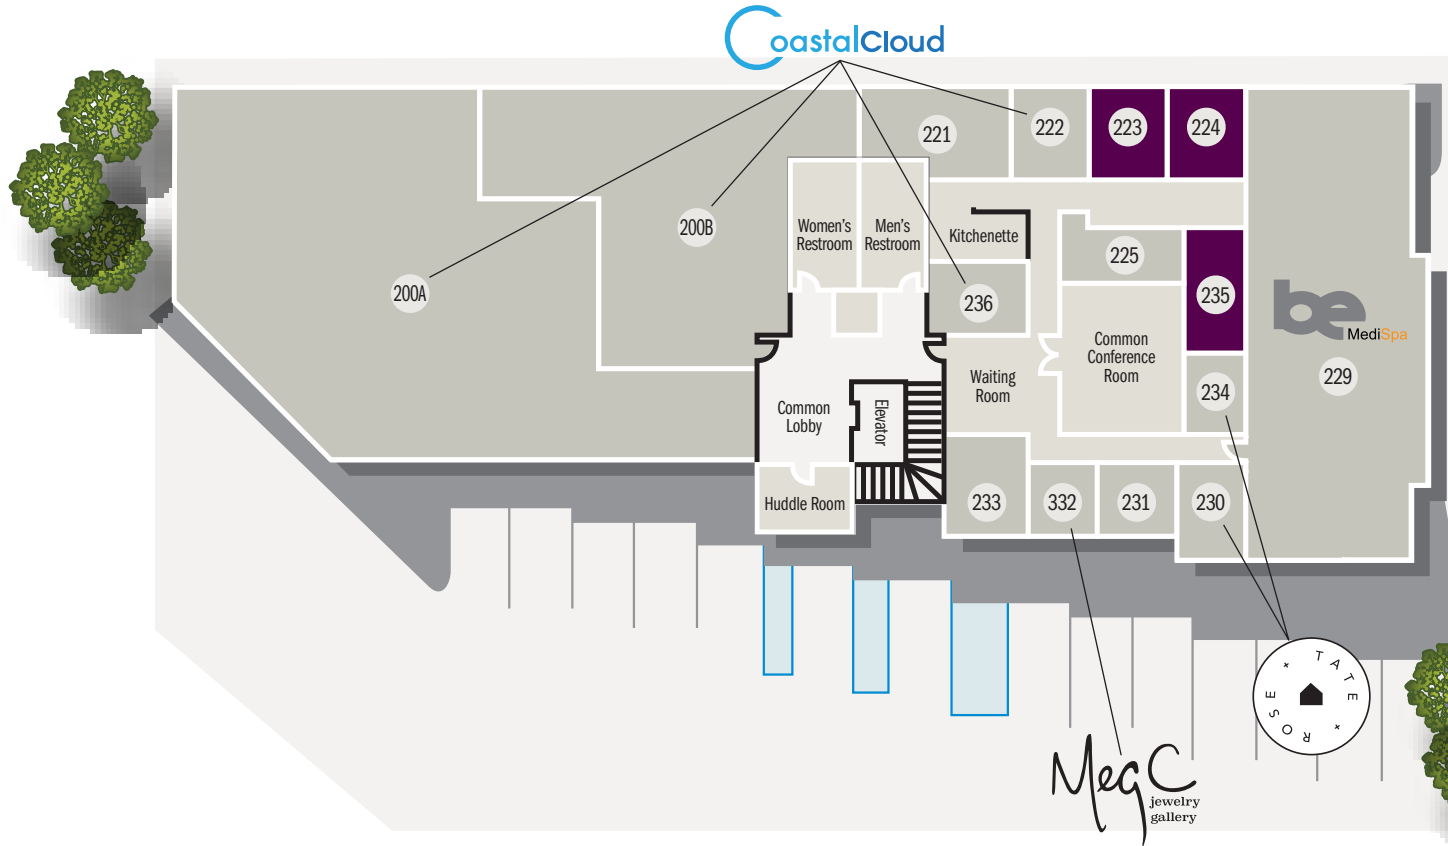 CoastalCloud
221
222
223
224
200B
Women's
Restroom
Men's
Restroom
Kitchenette
225
200A
236
235
be
MediSpa
Common
Conference
Room
229
Waiting
Room
234
Common
Lobby
Elevator
Huddle Room
233
332
231
230
TATE + ROSE +
Meg C
jewelry
gallery